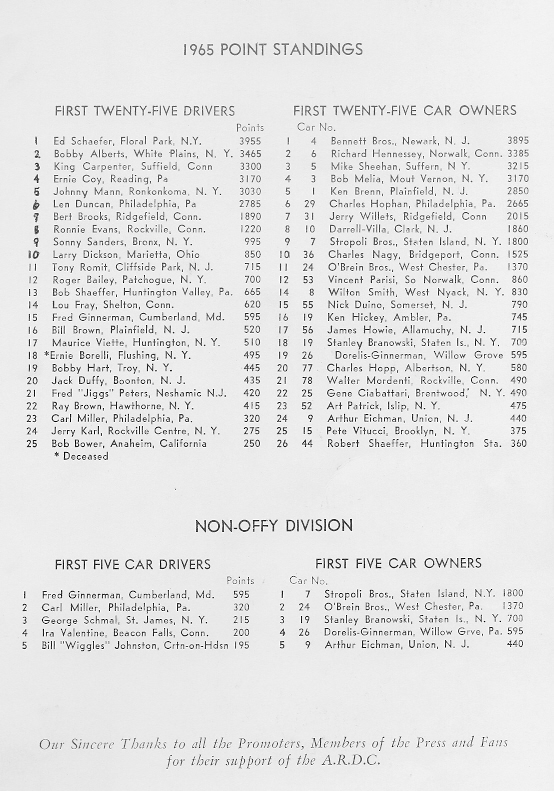 1965 POINT STANDINGS
FIRST TWENTY-FIVE DRIVERS
Points
1 Ed Schaefer, Floral Park, N.Y. 3955
2 Bobby Alberts, White Plains, N. Y. 3465
3 King Carpenter, Suffield, Conn 3300
4 Ernie Coy, Reading, Pa 3170
5 Johnny Mann, Ronkonkoma, N. Y. 3030
6 Len Duncan, Philadelphia, Pa 2785
7 Bert Brooks, Ridgefield, Conn. 1890
8 Ronnie Evans, Rockville, Conn. 1220
9 Sonny Sanders, Bronx, N. Y. 995
10 Larry Dickson, Marietta, Ohio 850
11 Tony Romit, Cliffside Park, N. J. 715
12 Roger Bailey, Patchogue, N. Y. 700
13 Bob Shaeffer, Huntington Valley, Pa. 665
14 Lou Fray, Shelton, Conn. 620
15 Fred Ginnerman, Cumberland, Md. 595
16 Bill Brown, Plainfield, N. J. 520
17 Maurice Viette, Huntington, N. Y. 510
18 *Ernie Borelli, Flushing, N. Y. 495
19 Bobby Hart, Troy, N. Y. 445
20 Jack Duffy, Boonton, N. J. 435
21 Fred "Jiggs" Peters, Neshamic N.J. 420
22 Ray Brown, Hawthorne, N. Y. 415
23 Carl Miller, Philadelphia, Pa. 320
24 Jerry Karl, Rockville Centre, N. Y. 275
25 Bob Bower, Anaheim, California 250
* Deceased
FIRST TWENTY-FIVE CAR OWNERS
Car No.
1 4 Bennett Bros., Newark, N. J. 3895
2 6 Richard Hennessey, Norwalk, Conn. 3385
3 5 Mike Sheehan, Suffern, N Y 3215
4 3 Bob Melia, Mout Vernon, N. Y. 3170
5 1 Ken Brenn, Plainfield, N. J. 2850
6 29 Charles Hophan, Philadelphia, Pa. 2665
7 31 Jerry Willets, Ridgefield, Conn 2015
8 10 Darrell-Villa, Clark, N. J. 1860
9 7 Stropoli Bros., Staten Island, N. Y. 1800
10 36 Charles Nagy, Bridgeport, Conn. 1525
11 24 O'Brein Bros., West Chester, Pa. 1370
12 53 Vincent Parisi, So Norwalk, Conn. 860
14 8 Wilton Smith, West Nyack, N. Y. 830
15 55 Nick Duino, Somerset, N. J. 790
16 19 Ken Hickey, Ambler, Pa. 745
17 56 James Howie, Allamuchy, N. J. 715
18 19 Stanley Branowski, Staten Is., N. Y. 700
19 26 Dorelis-Ginnerman, Willow Grove 595
20 77 Charles Hopp, Albertson, N. Y. 580
21 78 Walter Mordenti, Rockville, Conn. 490
22 25 Gene Ciabattari, Brentwood, N. Y. 490
23 52 Art Patrick, Islip, N. Y. 475
24 9 Arthur Eichman, Union, N. J. 440
25 15 Pete Vitucci, Brooklyn, N. Y. 375
26 44 Robert Shaeffer, Huntington Sta. 360
NON-OFFY DIVISION
FIRST FIVE CAR DRIVERS
Points
1 Fred Ginnerman, Cumberland, Md. 595
2 Carl Miller, Philadelphia, Pa. 320
3 George Schmal, St. James, N. Y. 215
4 Ira Valentine, Beacon Falls, Conn. 200
5 Bill "Wiggles" Johnston, Crtn-on-Hdsn 195
FIRST FIVE CAR OWNERS
Car No.
1 7 Stropoli Bros., Staten Island, N.Y. 1800
2 24 O'Brein Bros., West Chester, Pa. 1370
3 19 Stanley Branowski, Staten Is., N. Y. 700
4 26 Dorelis-Ginnerman, Willow Grve, Pa. 595
5 9 Arthur Eichman, Union, N. J. 440
Our Sincere Thanks to all the Promoters, Members of the Press and Fans
for their support of the A.R.D.C.